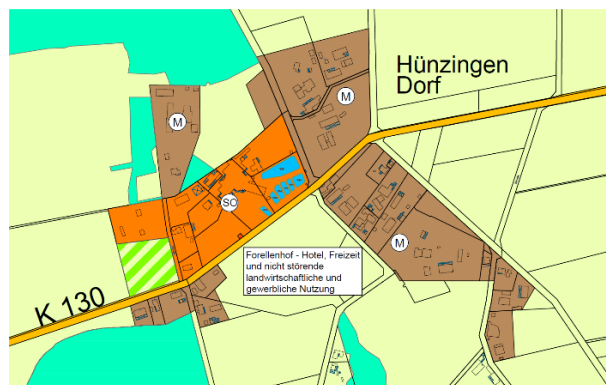 Hünzingen
Dorf
M
M
SO
M
Forellenhof - Hotel, Freizeit
und nicht störende
landwirtschaftliche und
gewerbliche Nutzung
K 130